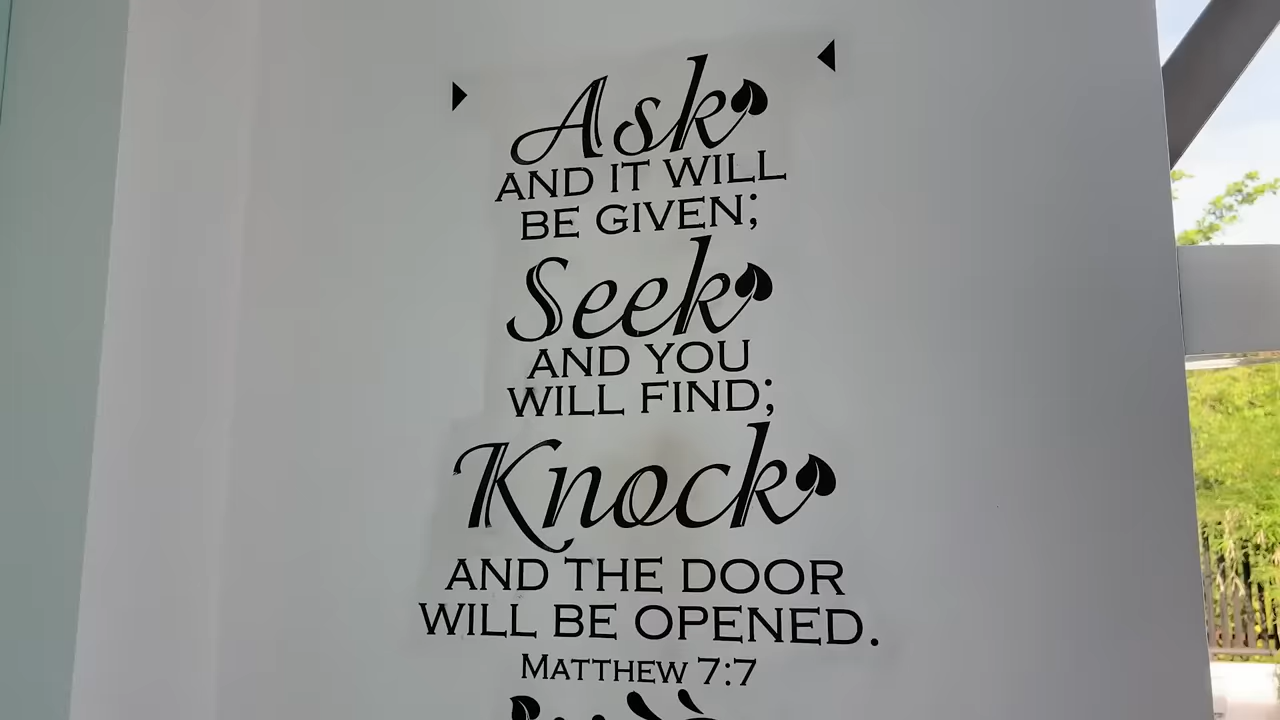 Ask
AND IT WILL
BE GIVEN;
Seek
AND YOU
WILL FIND;
Knock
AND THE DOOR
WILL BE OPENED.
MATTHEW 7:7